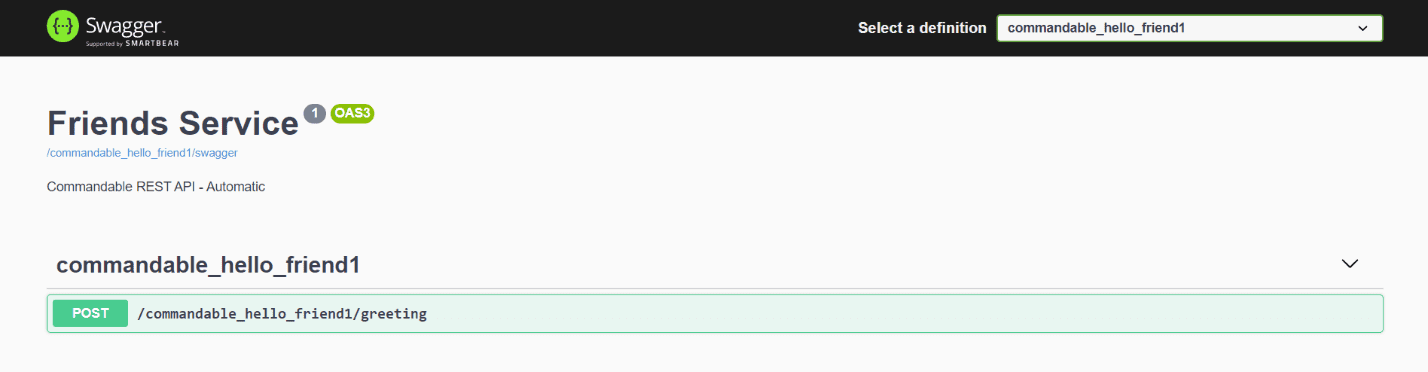 {···} Swagger.
Supported by SMARTBEAR
Select a definition
commandable_hello_friend1
Friends Service 1 OAS3
/commandable_hello_friend1/swagger
Commandable REST API - Automatic
commandable_hello_friend1
POST /commandable_hello_friend1/greeting